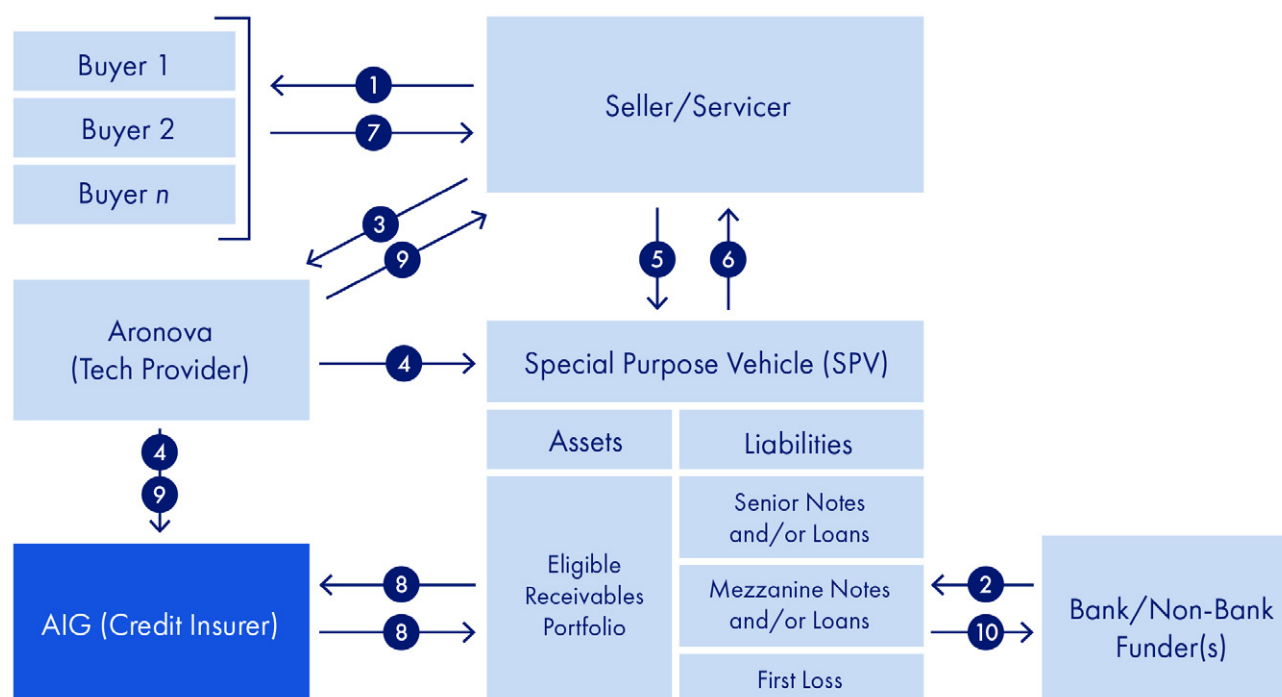 Buyer 1
Buyer 2
Buyer n
1
7
Seller/Servicer
3
9
5
6
Aronova
(Tech Provider)
4
Special Purpose Vehicle (SPV)
Assets
Liabilities
4
9
Senior Notes
and/or Loans
Eligible
Receivables
Portfolio
Mezzanine Notes
and/or Loans
First Loss
AIG (Credit Insurer)
8
8
2
10
Bank/Non-Bank
Funder(s)